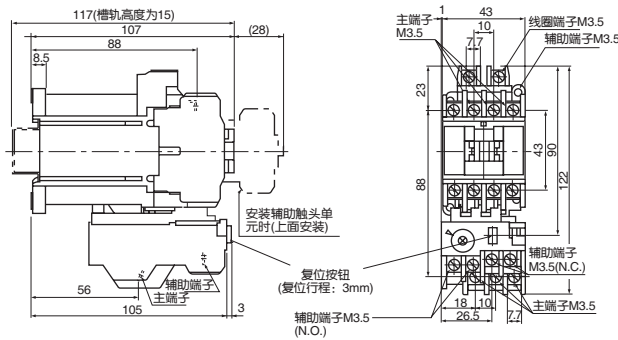 117(槽轨高度为15)
107
(28)
88
8.5
安装辅助触头单
元时(上面安装)
辅助端子
主端子
56
105
3
复位按钮
(复位行程：3mm)
1
43
主端子
M3.5
10
7.7
线圈端子M3.5
辅助端子M3.5
23
88
43
90
122
辅助端子
M3.5(N.C.)
主端子M3.5
18
10
26.5
7.7
辅助端子M3.5
(N.O.)